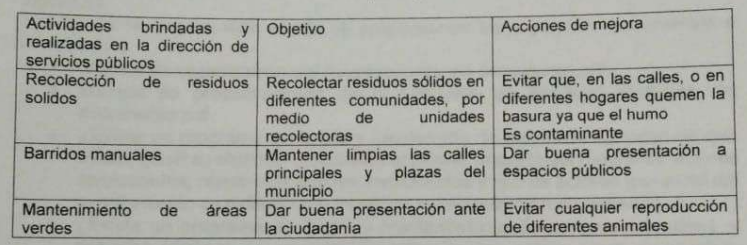 Actividades brindadas y
realizadas en la dirección de
servicios públicos
Objetivo
Acciones de mejora
Recolección de residuos
solidos
Recolectar residuos sólidos en
diferentes comunidades, por
medio de unidades
recolectoras
Evitar que, en las calles, o en
diferentes hogares quemen la
basura ya que el humo
Es contaminante
Barridos manuales
Mantener limpias las calles
principales y plazas del
municipio
Dar buena presentación a
espacios públicos
Mantenimiento de áreas
verdes
Dar buena presentación ante
la ciudadanía
Evitar cualquier reproducción
de diferentes animales